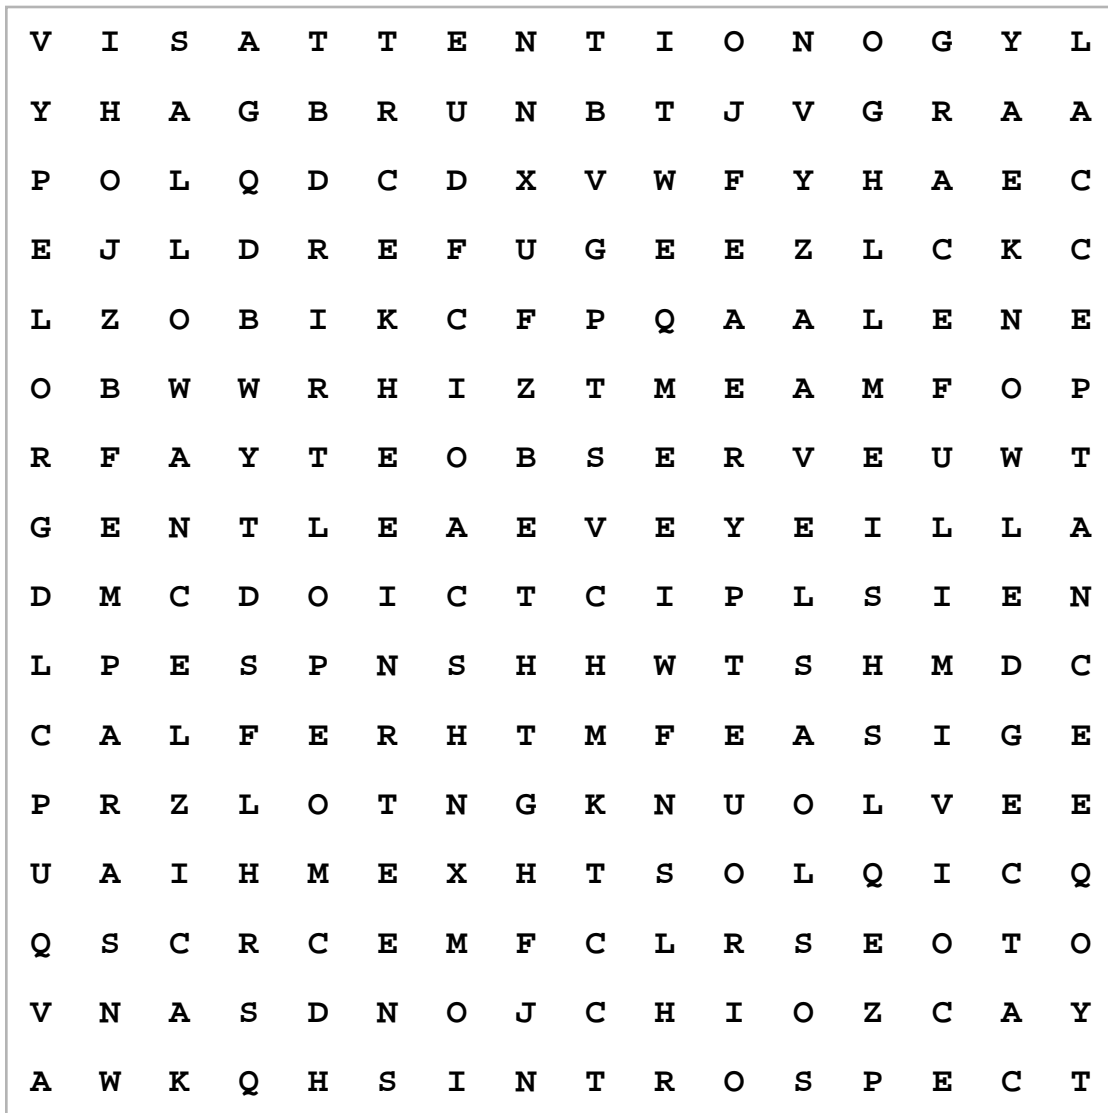 V I S A T T E N T I O N O G Y L
Y H A G B R U N B T J V G R A A
P O L Q D C D X V W F Y H A E C
E J L D R E F U G E E Z L C K C
L Z O B I K C F P Q A A L E N E
O B W W R H I Z T M E A M F O P
R F A Y T E O B S E R V E U W T
G E N T L E A E V E Y E I L L A
D M C D O I C T C I P L S I E N
L P E S P N S H H W T S H M D C
C A L F E R H T M F E A S I G E
P R Z L O T N G K N U O L V E E
U A I H M E X H T S O L Q I C Q
Q S C R C E M F C L R S E O T O
V N A S D N O J C H I O Z C A Y
A W K Q H S I N T R O S P E C T